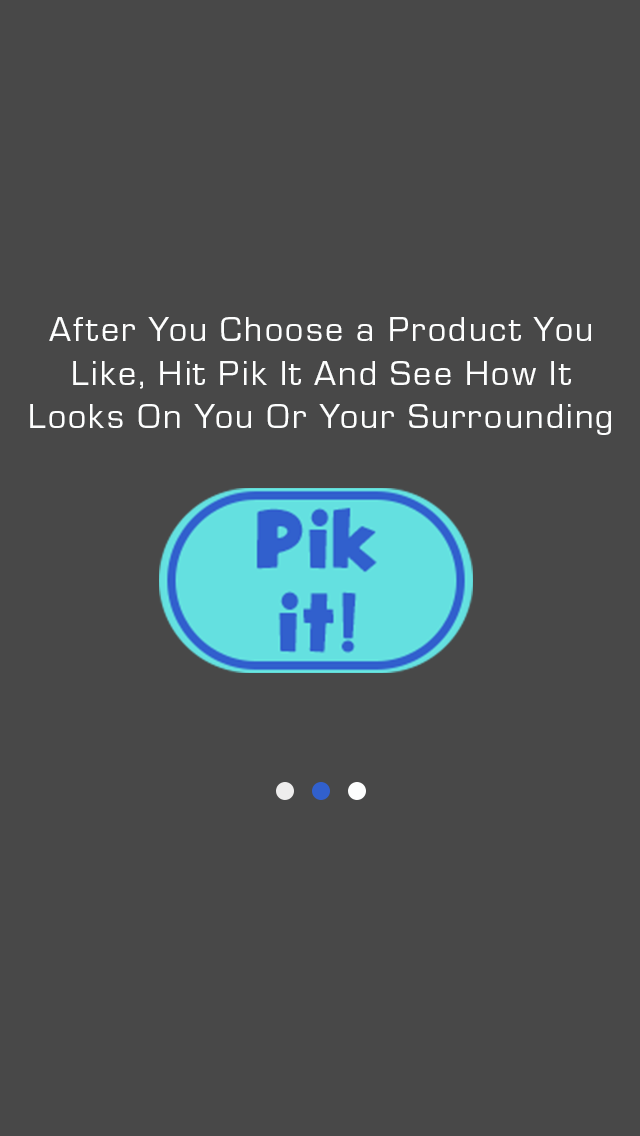 After You Choose a Product You
Like, Hit Pik It And See How It
Looks On You Or Your Surrounding
Pik
it!